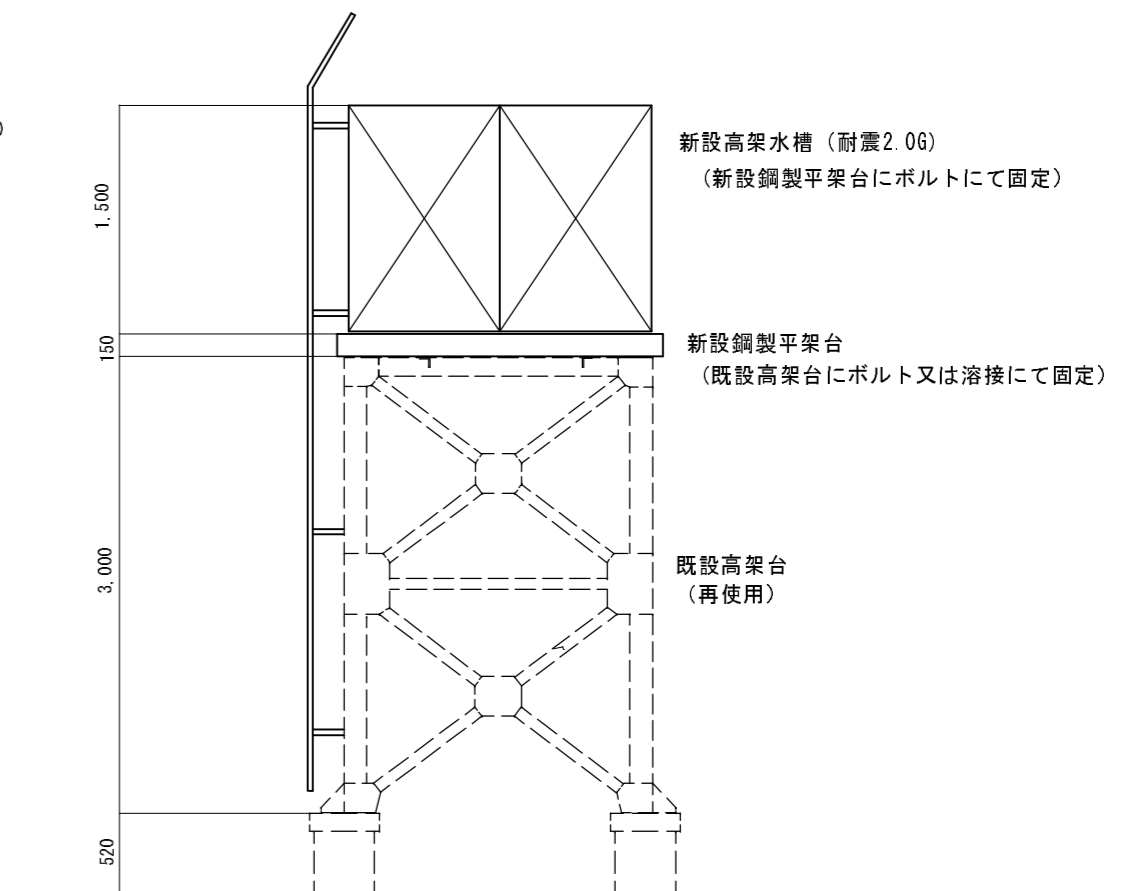 )
新設高架水槽（耐震2.0G）
（新設鋼製平架台にボルトにて固定）
1,500
新設鋼製平架台
150
（既設高架台にボルト又は溶接にて固定）
既設高架台
3,000
（再使用）
520